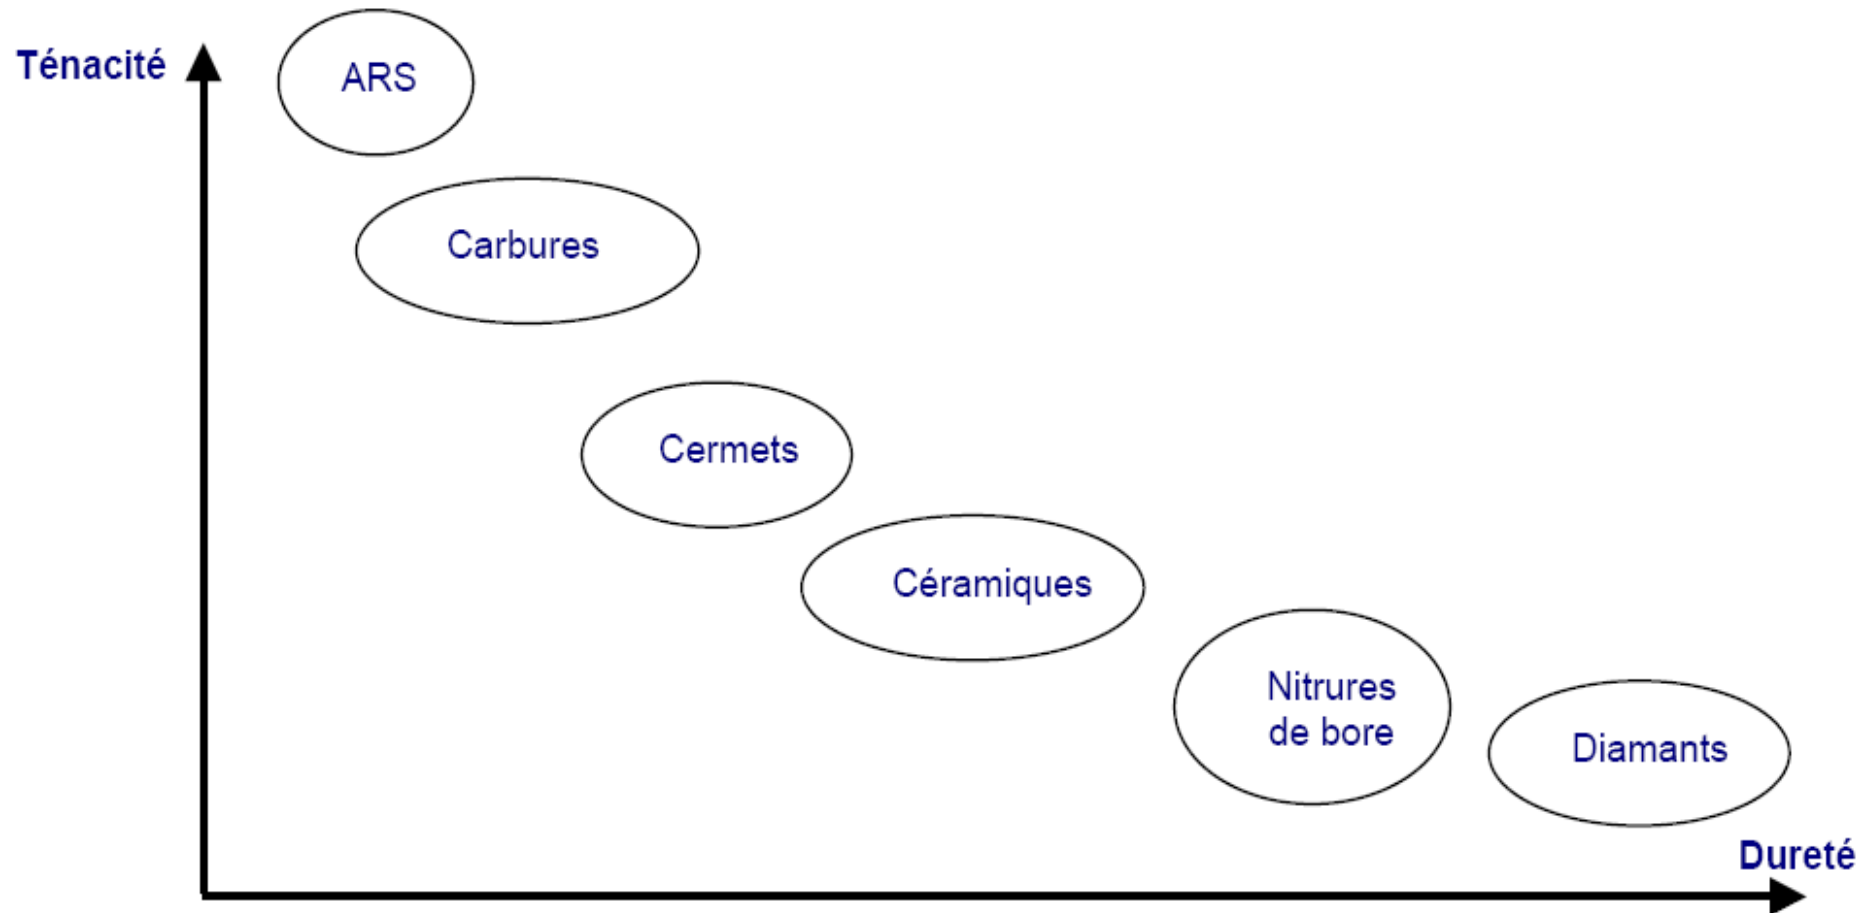 Ténacité
ARS
Carbures
Cermets
Céramiques
Nitrures
de bore
Diamants
Dureté